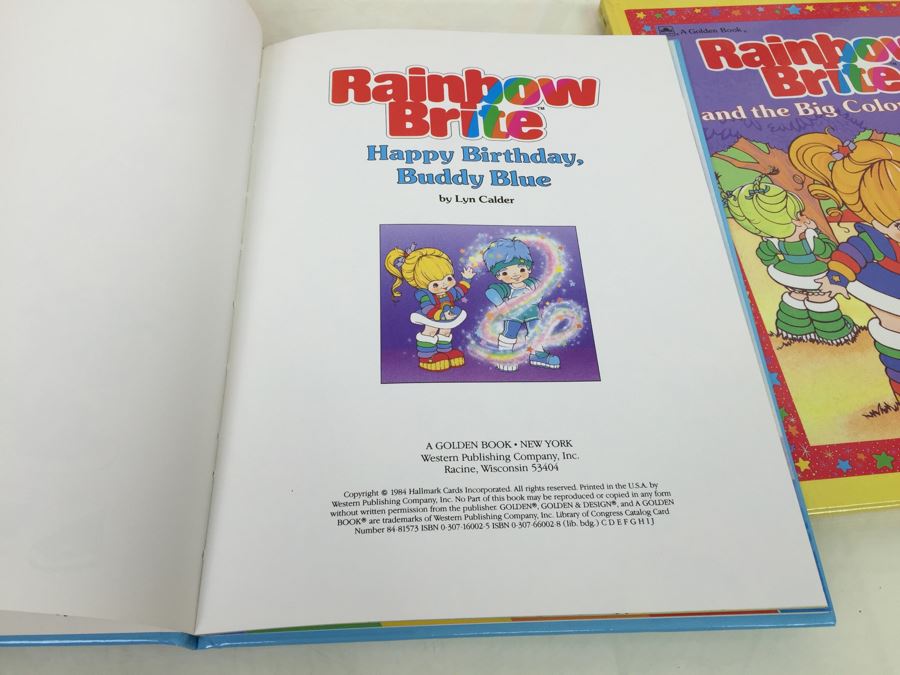 Rainbow
Brite™
Happy Birthday,
Buddy Blue
by Lyn Calder
A GOLDEN BOOK • NEW YORK
Western Publishing Company, Inc.
Racine, Wisconsin 53404
Copyright © 1984 Hallmark Cards Incorporated. All rights reserved. Printed in the U.S.A. by
Western Publishing Company, Inc. No Part of this book may be reproduced or copied in any form
without written permission from the publisher. GOLDEN®, GOLDEN & DESIGN®, and A GOLDEN
BOOK® are trademarks of Western Publishing Company, Inc. Library of Congress Catalog Card
Number 84-81573 ISBN 0-307-16002-5 ISBN 0-307-66002-8 (lib. bdg.) C D E F G H I J
A Golden Book
Rainbow
Brite
and the Big Colo